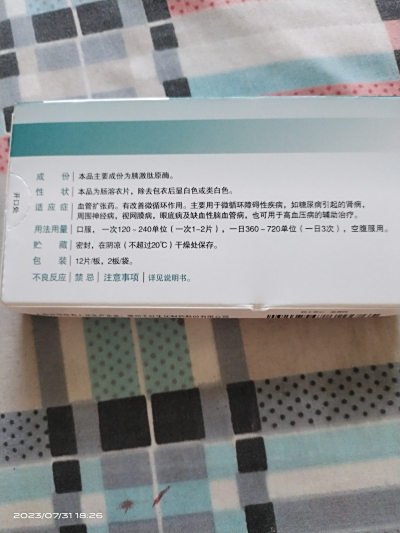 成 份 本品主要成份为胰激肽原酶。
性 状 本品为肠溶衣片，除去包衣后显白色或类白色。
适 应 症 血管扩张药。有改善微循环作用。主要用于微循环障碍性疾病，如糖尿病引起的肾病，
周围神经病，视网膜病，眼底病及缺血性脑血管病，也可用于高血压病的辅助治疗。
用法用量 口服，一次120~240单位（一次1~2片），一日360~720单位（一日3次），空腹服用。
贮 藏 密封，在阴凉（不超过20℃）干燥处保存。
包 装 12片/板，2板/袋。
不良反应 禁 忌 注意事项 详见说明书。
开口处
2023/07/31 18:26